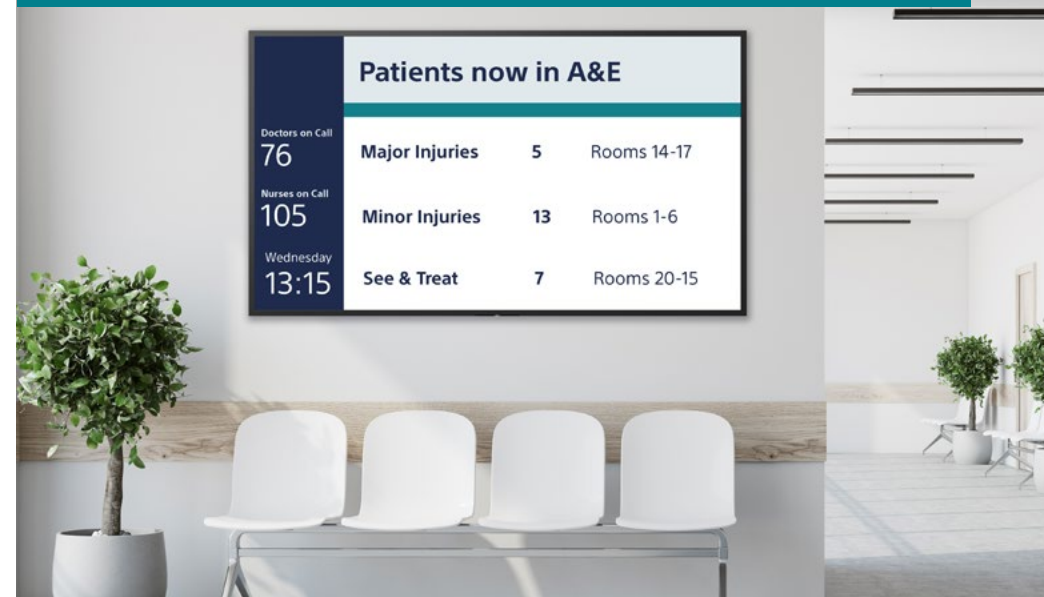 Patients now in A&E
Doctors on Call
76
Nurses on Call
105
Wednesday
13:15
Major Injuries 5 Rooms 14-17
Minor Injuries 13 Rooms 1-6
See & Treat 7 Rooms 20-15